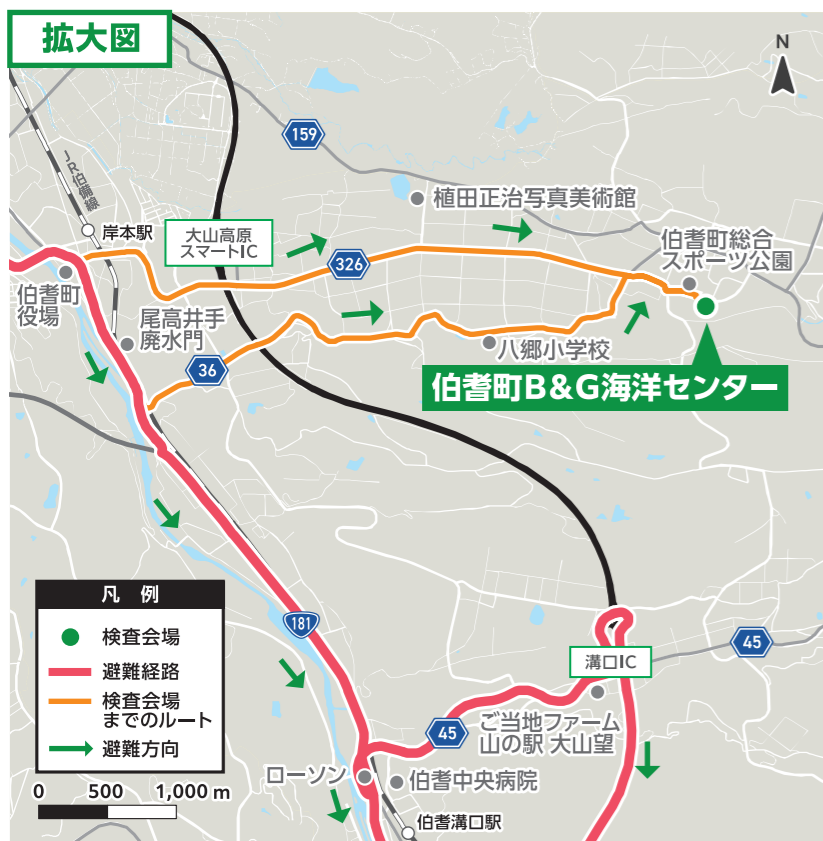 拡大図
N
159
JR伯備線
植田正治写真美術館
岸本駅
大山高原
スマートIC
伯耆町総合
スポーツ公園
326
伯耆町
役場
尾高井手
廃水門
八郷小学校
36
伯耆町B&G海洋センター
凡 例
検査会場
避難経路
検査会場
までのルート
避難方向
181
溝口IC
45
45
ご当地ファーム
山の駅 大山望
ローソン
伯耆中央病院
伯耆溝口駅
0 500 1,000 m